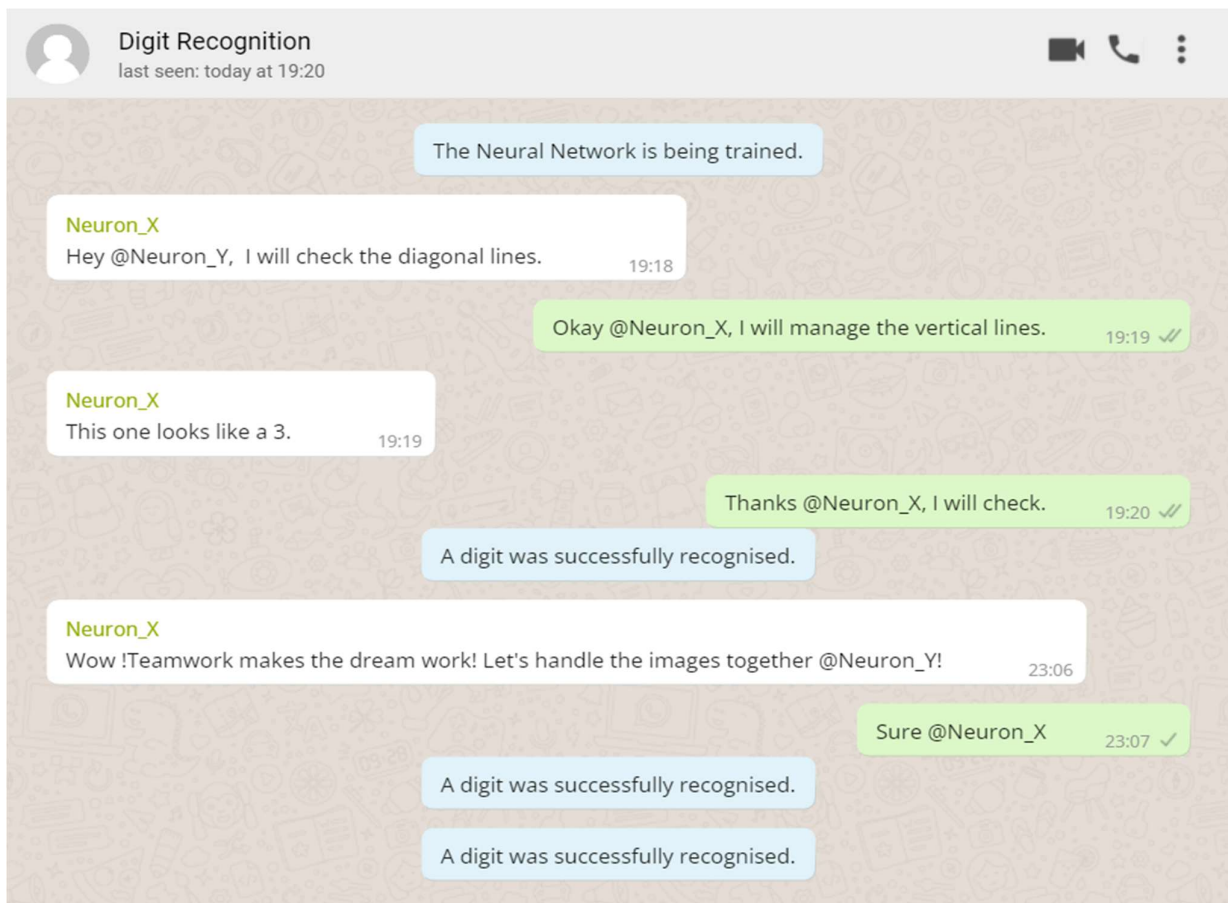 Digit Recognition
last seen: today at 19:20
The Neural Network is being trained.
Neuron_X
Hey @Neuron_Y,  I will check the diagonal lines.
19:18
Okay @Neuron_X, I will manage the vertical lines.
19:19
Neuron_X
This one looks like a 3.
19:19
Thanks @Neuron_X, I will check.
19:20
A digit was successfully recognised.
Neuron_X
Wow !Teamwork makes the dream work! Let's handle the images together @Neuron_Y!
23:06
Sure @Neuron_X
23:07
A digit was successfully recognised.
A digit was successfully recognised.